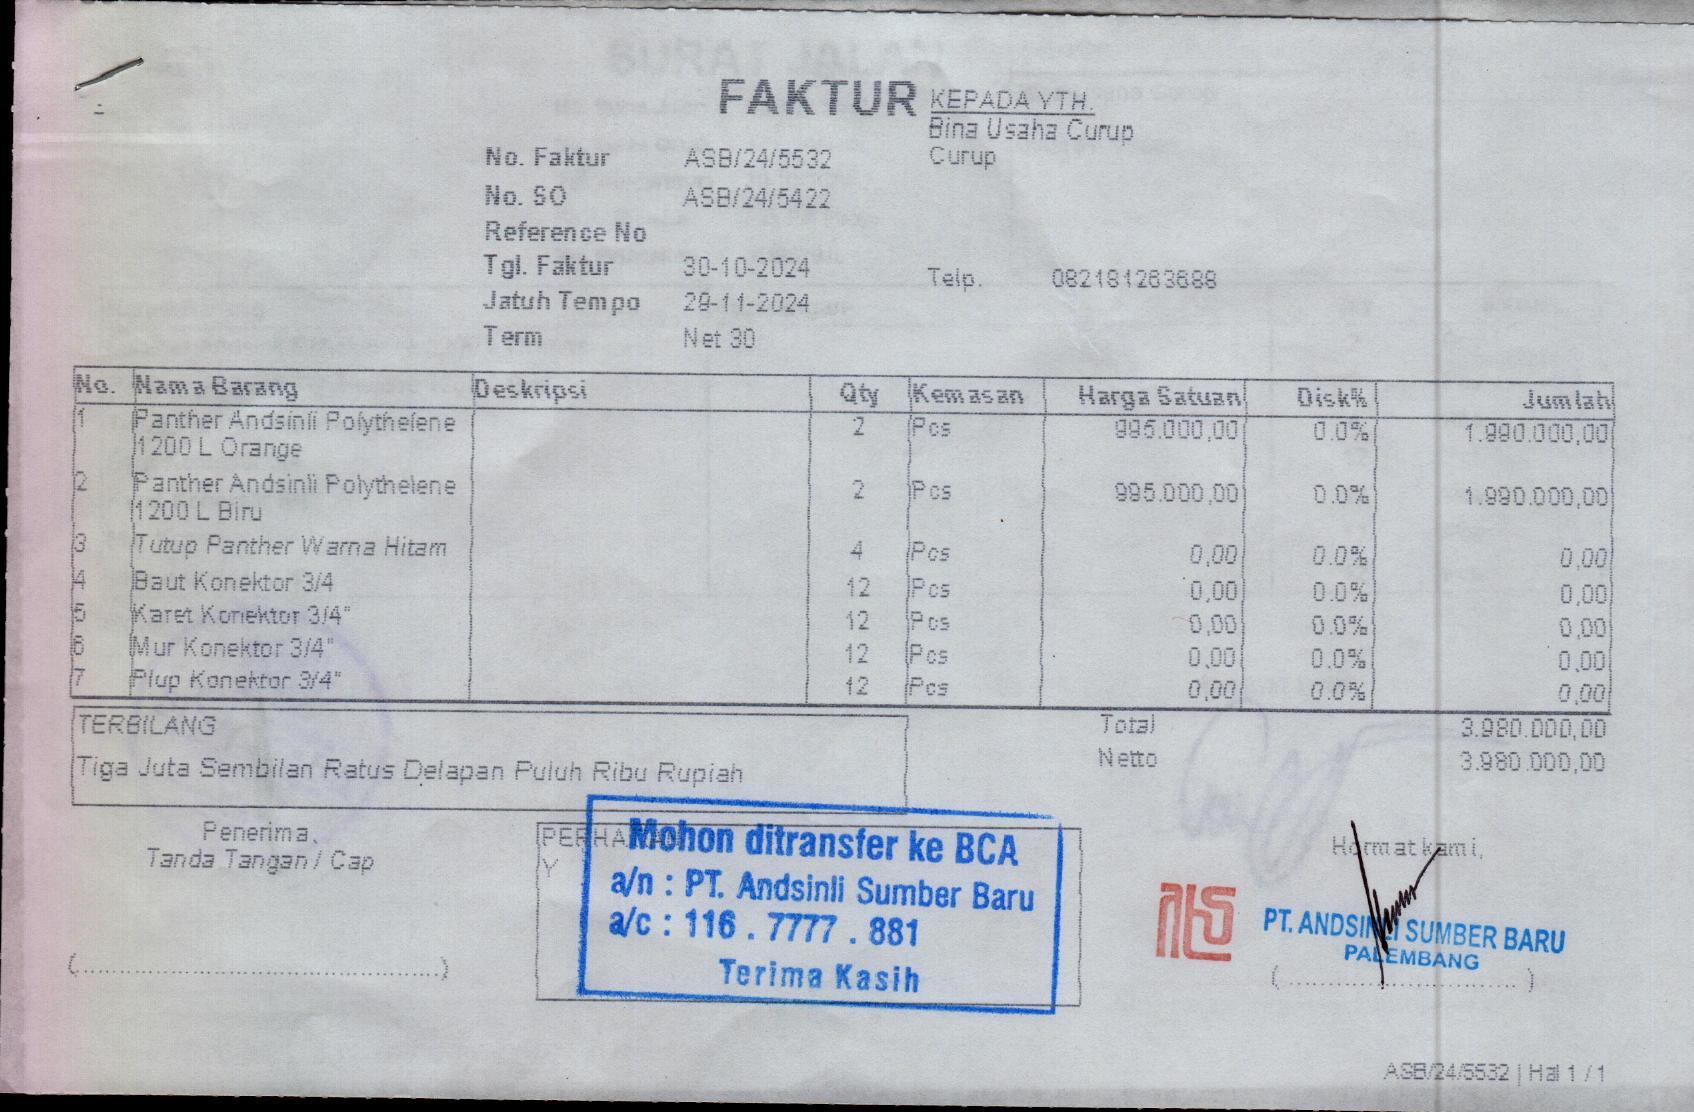 FAKTUR
KEPADA YTH.
Bina Usaha Curup
Curup
No. Faktur ASB/24/5532
No. SO ASB/24/5422
Reference No
Tgl. Faktur 30-10-2024
Telp. 082181263688
Jatuh Tempo 29-11-2024
Term Net 30
No. Nama Barang Deskripsi Qty Kemasan Harga Satuan Disk% Jumlah
1 Panther Andsinli Polythelene 2 Pcs 995.000,00 0.0% 1.990.000,00
1200 L Orange
2 Panther Andsinli Polythelene 2 Pcs 995.000,00 0.0% 1.990.000,00
1200 L Biru
3 Tutup Panther Warna Hitam 4 Pcs 0,00 0.0% 0,00
4 Baut Konektor 3/4 12 Pcs 0,00 0.0% 0,00
5 Karet Konektor 3/4" 12 Pcs 0,00 0.0% 0,00
6 Mur Konektor 3/4" 12 Pcs 0,00 0.0% 0,00
7 Plup Konektor 3/4" 12 Pcs 0,00 0.0% 0,00
TERBILANG
Tiga Juta Sembilan Ratus Delapan Puluh Ribu Rupiah
Total 3.980.000,00
Netto 3.980.000,00
Penerima,
Tanda Tangan / Cap
(........................................)
PERHATIAN
Y
Mohon ditransfer ke BCA
a/n : PT. Andsinli Sumber Baru
a/c : 116 . 7777 . 881
Terima Kasih
Hormat kami,
PT. ANDSINLI SUMBER BARU
PALEMBANG
(..............................)
ASB/24/5532 | Hal 1 / 1